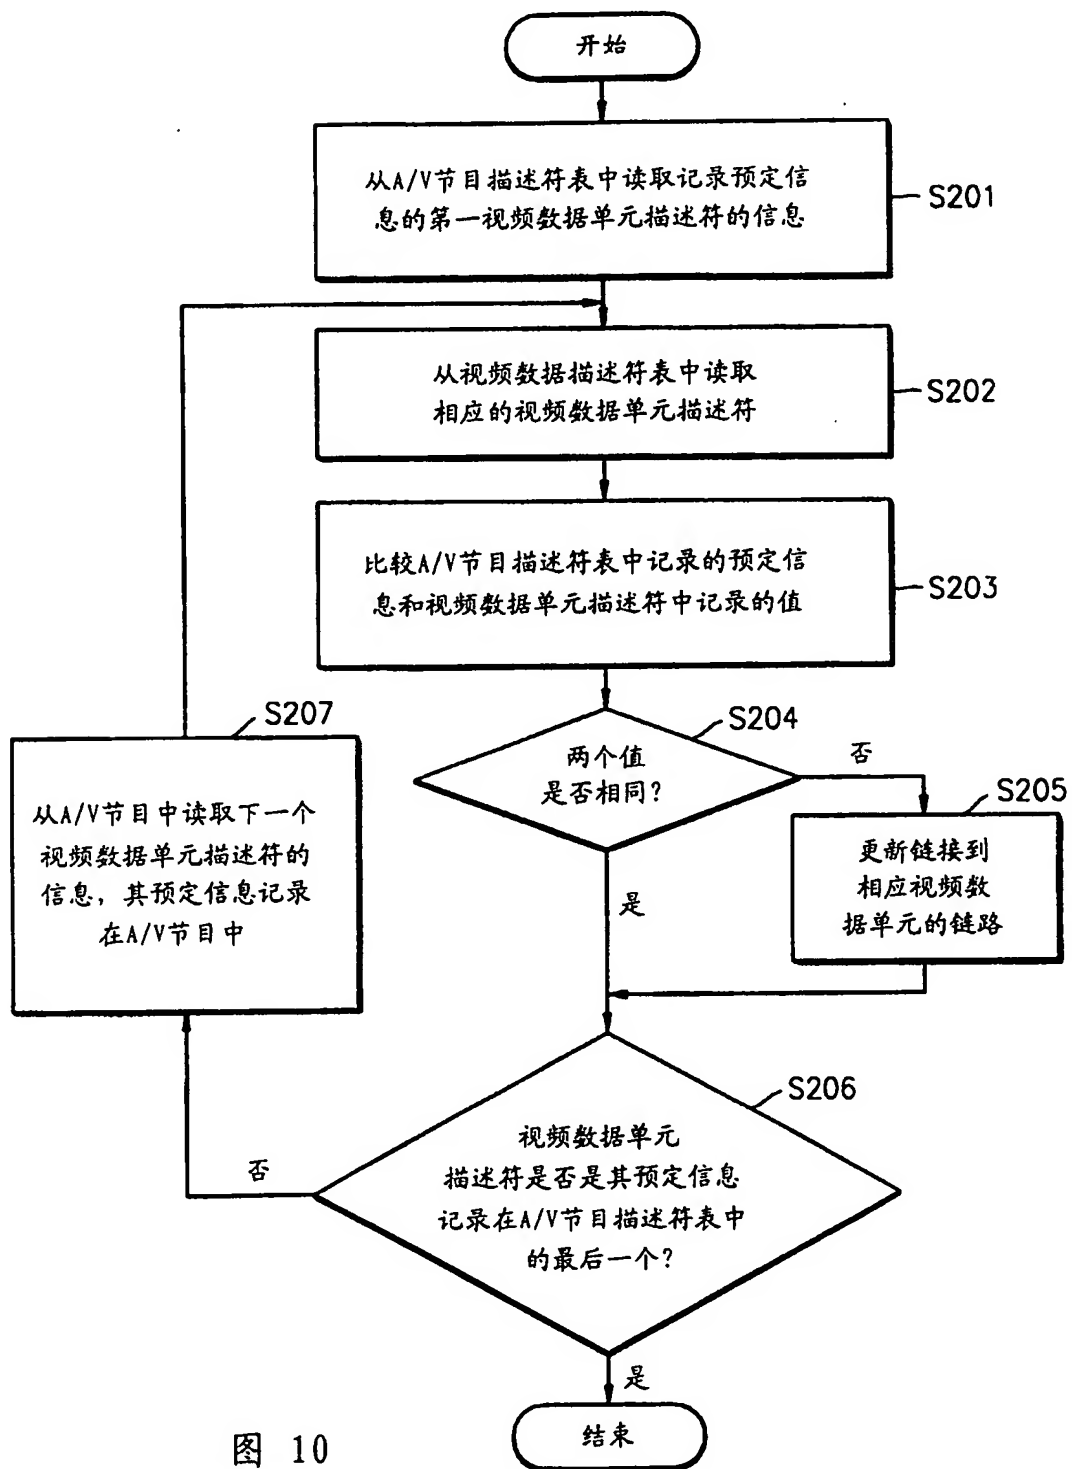 开始
从A/V节目描述符表中读取记录预定信
息的第一视频数据单元描述符的信息
S201
从视频数据描述符表中读取
相应的视频数据单元描述符
S202
比较A/V节目描述符表中记录的预定信
息和视频数据单元描述符中记录的值
S203
S207
从A/V节目中读取下一个
视频数据单元描述符的
信息，其预定信息记录
在A/V节目中
S204
两个值
是否相同?
否
是
S205
更新链接到
相应视频数
据单元的链路
S206
视频数据单元
描述符是否是其预定信息
记录在A/V节目描述符表中
的最后一个?
否
是
结束
图 10